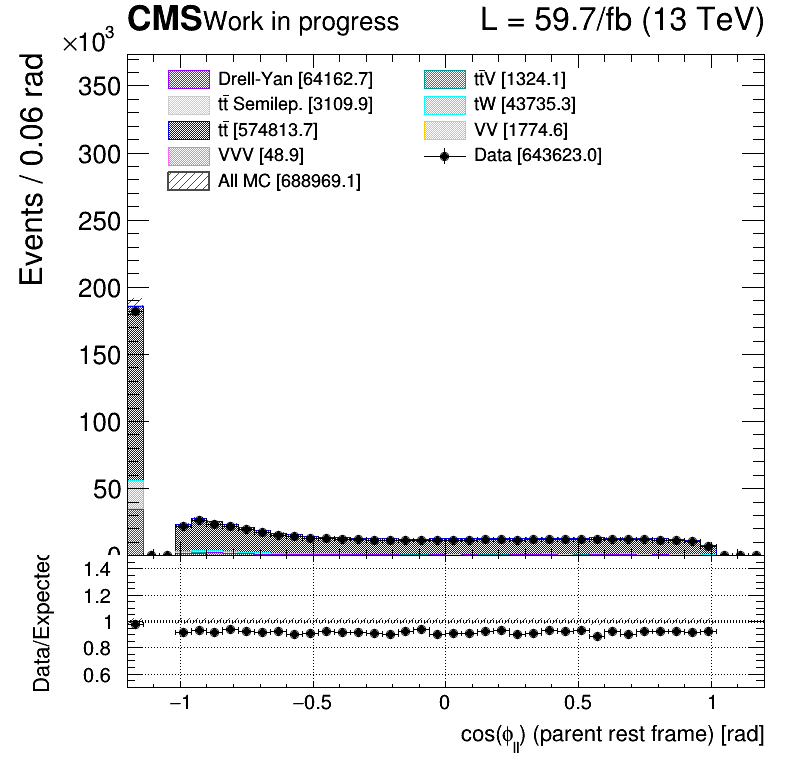 CMS Work in progress L = 59.7/fb (13 TeV)
×10³
Events / 0.06 rad
350
300
250
200
150
100
50
0
Drell-Yan [64162.7]
tt̄ Semilep. [3109.9]
tt̄ [574813.7]
VVV [48.9]
All MC [688969.1]
tt̄V [1324.1]
tW [43735.3]
VV [1774.6]
Data [643623.0]
Data/Expected
1.4
1.2
1
0.8
0.6
−1 −0.5 0 0.5 1
cos(ϕ_ll) (parent rest frame) [rad]